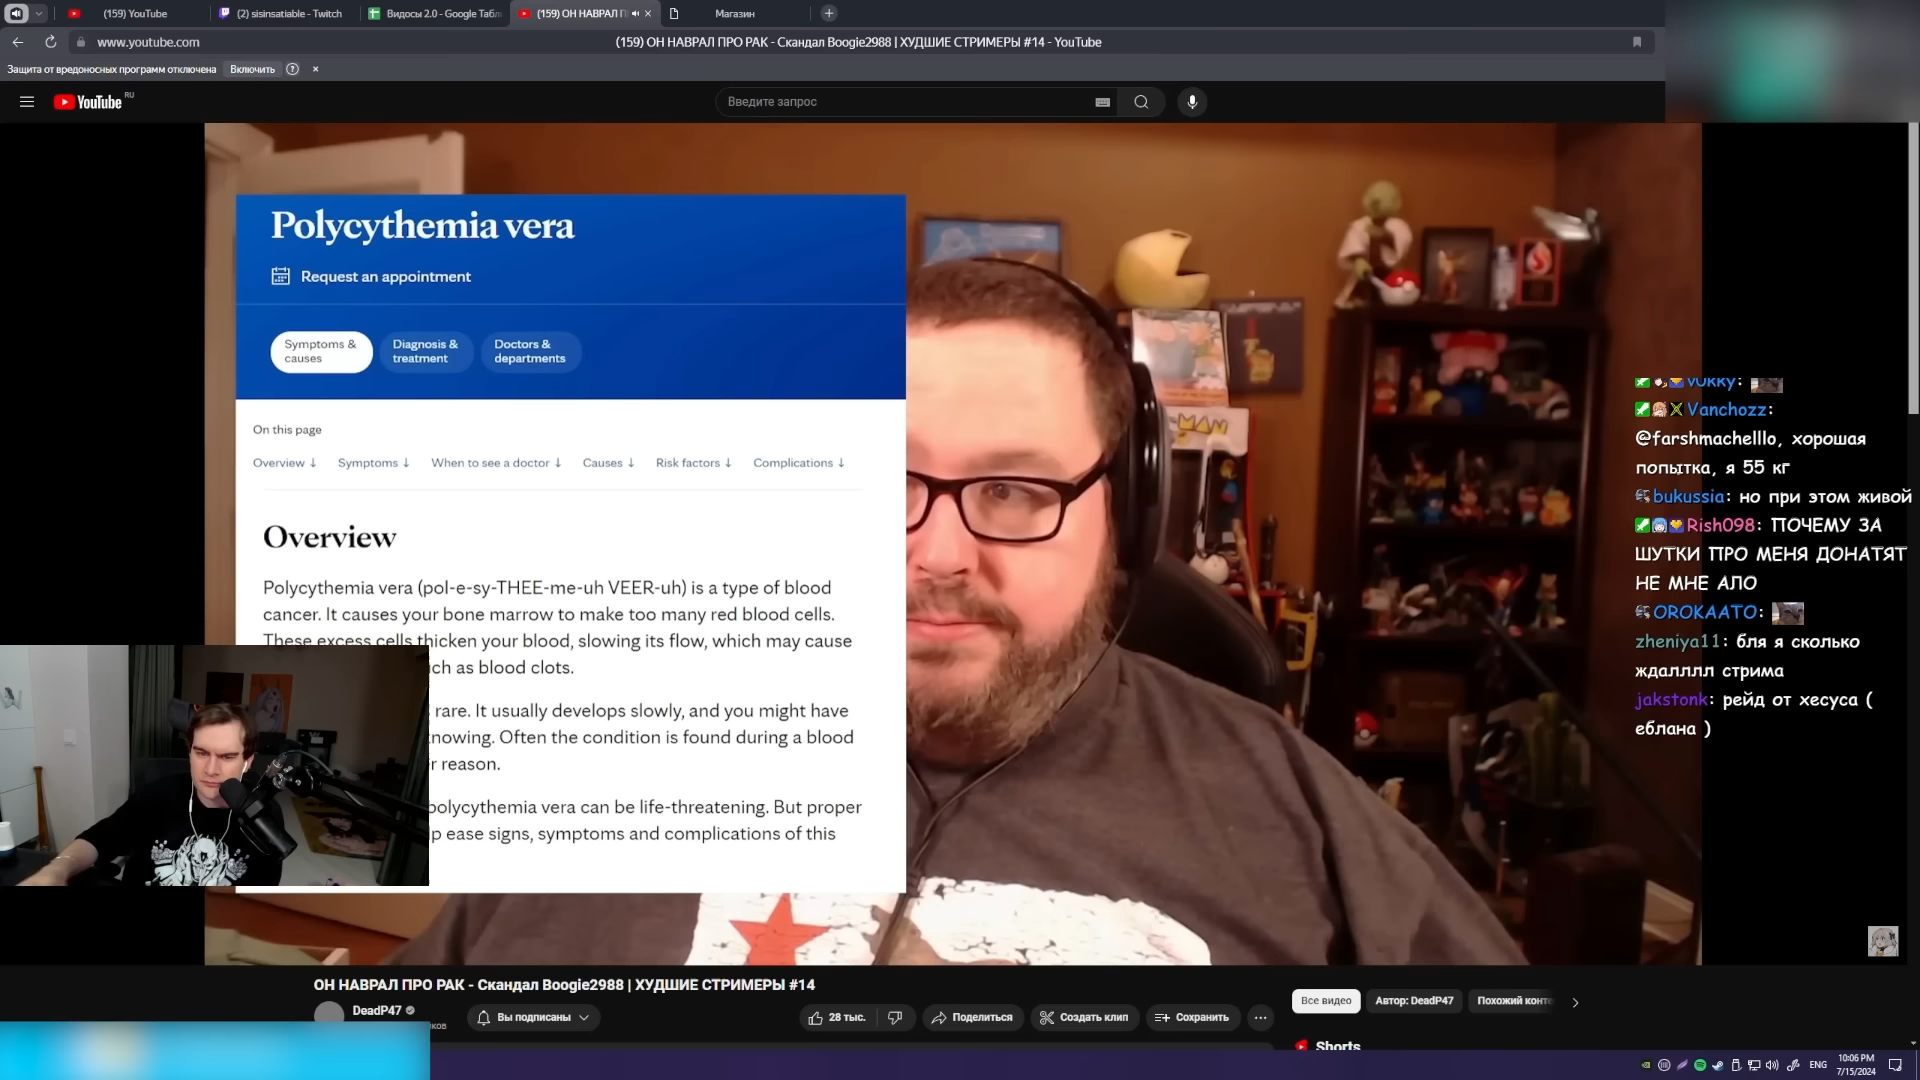 (159) YouTube
(2) sisinsatiable - Twitch
Видосы 2.0 - Google Табл
(159) ОН НАВРАЛ П
Магазин
www.youtube.com
(159) ОН НАВРАЛ ПРО РАК - Скандал Boogie2988 | ХУДШИЕ СТРИМЕРЫ #14 - YouTube
Защита от вредоносных программ отключена
Включить
YouTube RU
Введите запрос
Polycythemia vera
Request an appointment
Symptoms &
causes
Diagnosis &
treatment
Doctors &
departments
On this page
Overview ↓
Symptoms ↓
When to see a doctor ↓
Causes ↓
Risk factors ↓
Complications ↓
Overview
Polycythemia vera (pol-e-sy-THEE-me-uh VEER-uh) is a type of blood
cancer. It causes your bone marrow to make too many red blood cells.
These excess cells thicken your blood, slowing its flow, which may cause
ch as blood clots.
rare. It usually develops slowly, and you might have
nowing. Often the condition is found during a blood
r reason.
polycythemia vera can be life-threatening. But proper
p ease signs, symptoms and complications of this
MAN
vokky:
Vanchozz:
@farshmachelllo, хорошая
попытка, я 55 кг
bukussia: но при этом живой
Rish098: ПОЧЕМУ ЗА
ШУТКИ ПРО МЕНЯ ДОНАТЯТ
НЕ МНЕ АЛО
OROKAATO:
zheniya11: бля я сколько
ждалллл стрима
jakstonk: рейд от хесуса (
еблана )
ОН НАВРАЛ ПРО РАК - Скандал Boogie2988 | ХУДШИЕ СТРИМЕРЫ #14
DeadP47
ков
Вы подписаны
28 тыс.
Поделиться
Создать клип
Сохранить
Все видео
Автор: DeadP47
Похожий конте
Shorts
ENG
10:06 PM
7/15/2024